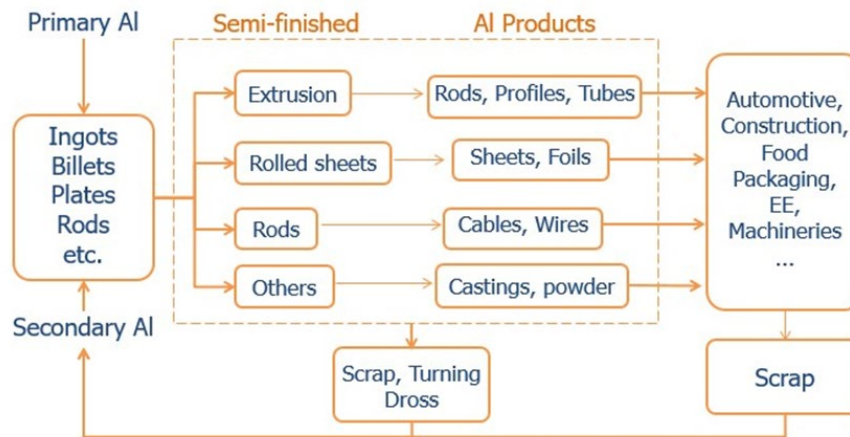 Semi-finished
Al Products
Primary Al
Ingots
Billets
Plates
Rods
etc.
Secondary Al
Extrusion
Rods, Profiles, Tubes
Rolled sheets
Sheets, Foils
Rods
Cables, Wires
Others
Castings, powder
Automotive,
Construction,
Food
Packaging,
EE,
Machineries
...
Scrap, Turning
Dross
Scrap